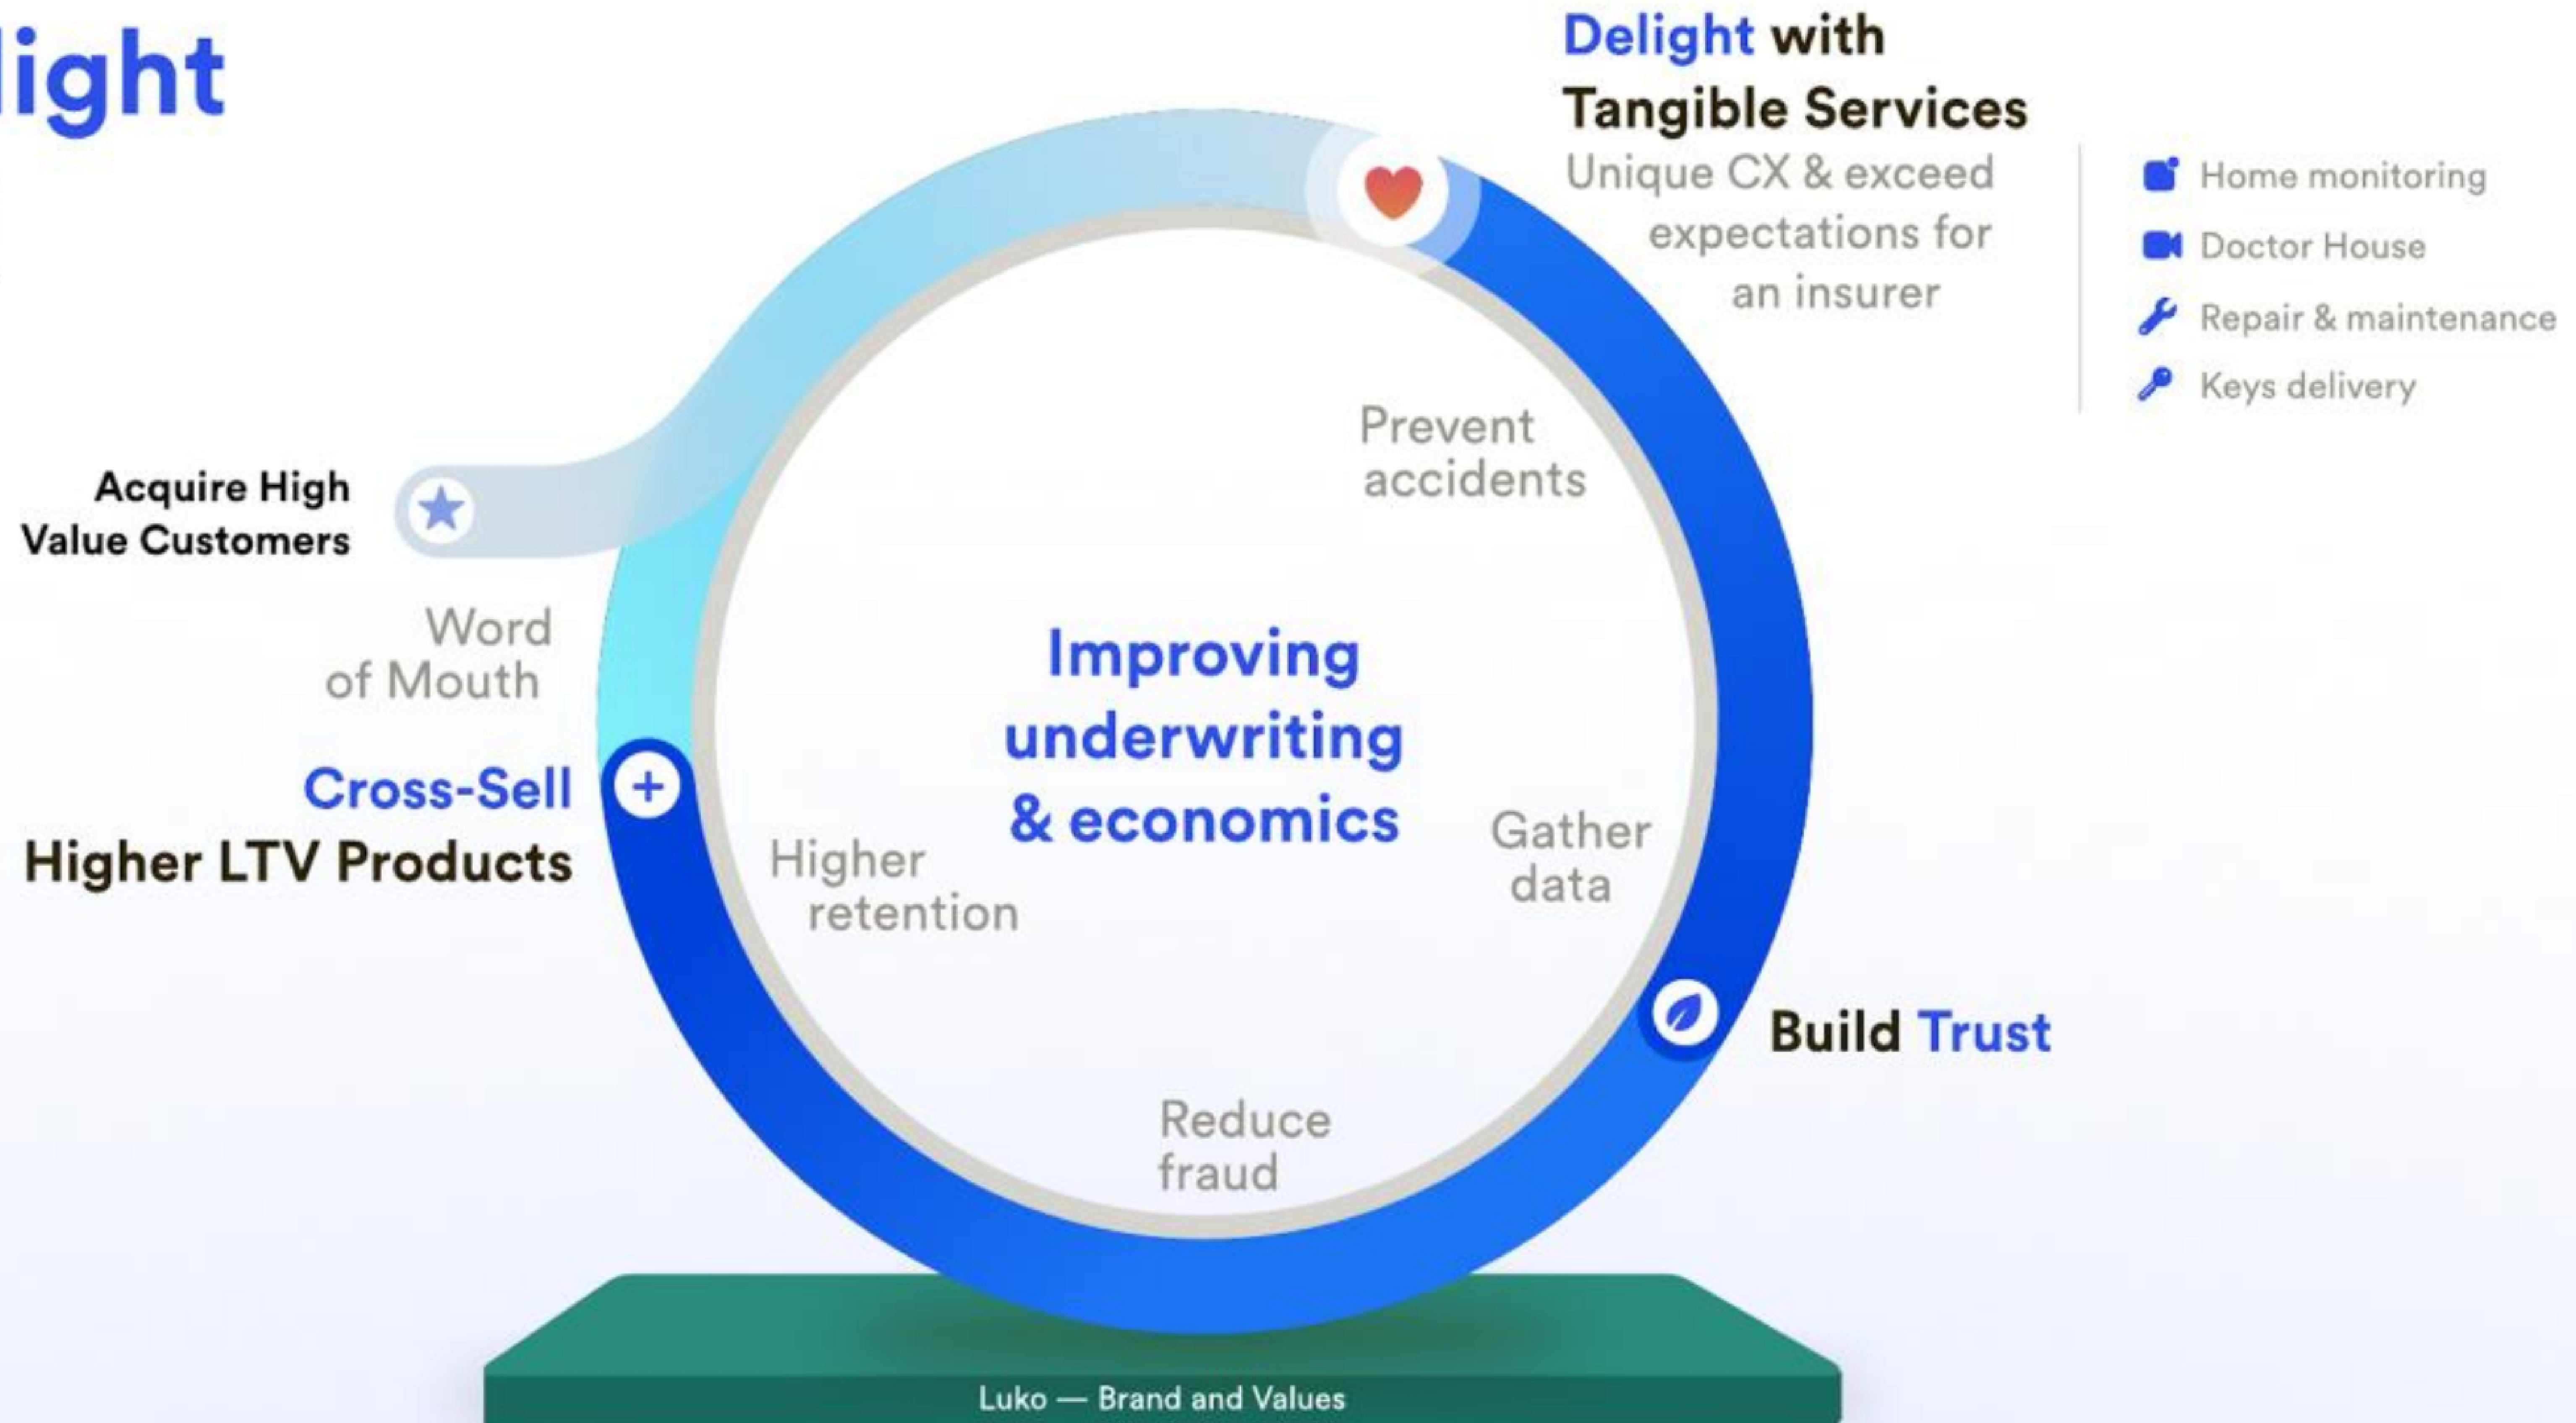 light
Delight with
Tangible Services
Unique CX & exceed
expectations for
an insurer
Home monitoring
Doctor House
Repair & maintenance
Keys delivery
Acquire High
Value Customers
Word
of Mouth
Cross-Sell
Higher LTV Products
Prevent
accidents
Improving
underwriting
& economics
Gather
data
Higher
retention
Reduce
fraud
Build Trust
Luko — Brand and Values